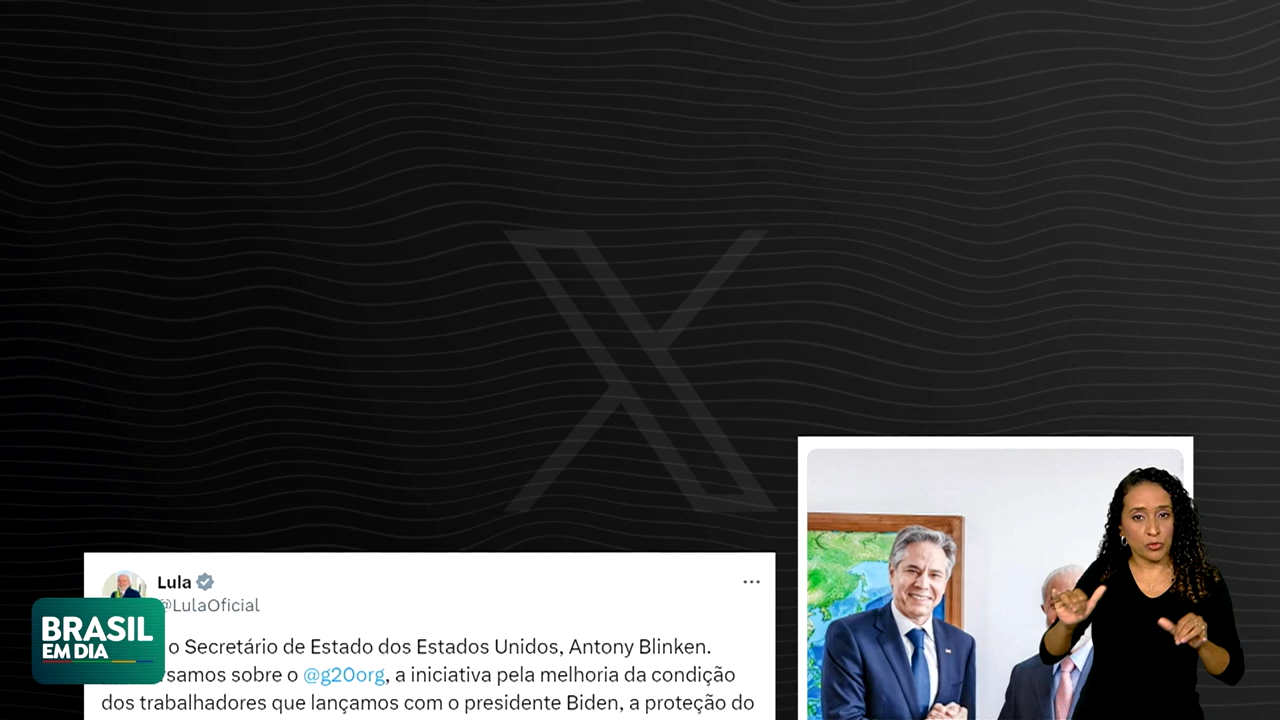 Lula
@LulaOficial
o Secretário de Estado dos Estados Unidos, Antony Blinken.
rsamos sobre o @g20org, a iniciativa pela melhoria da condição
dos trabalhadores que lançamos com o presidente Biden, a proteção do
BRASIL
EM DIA